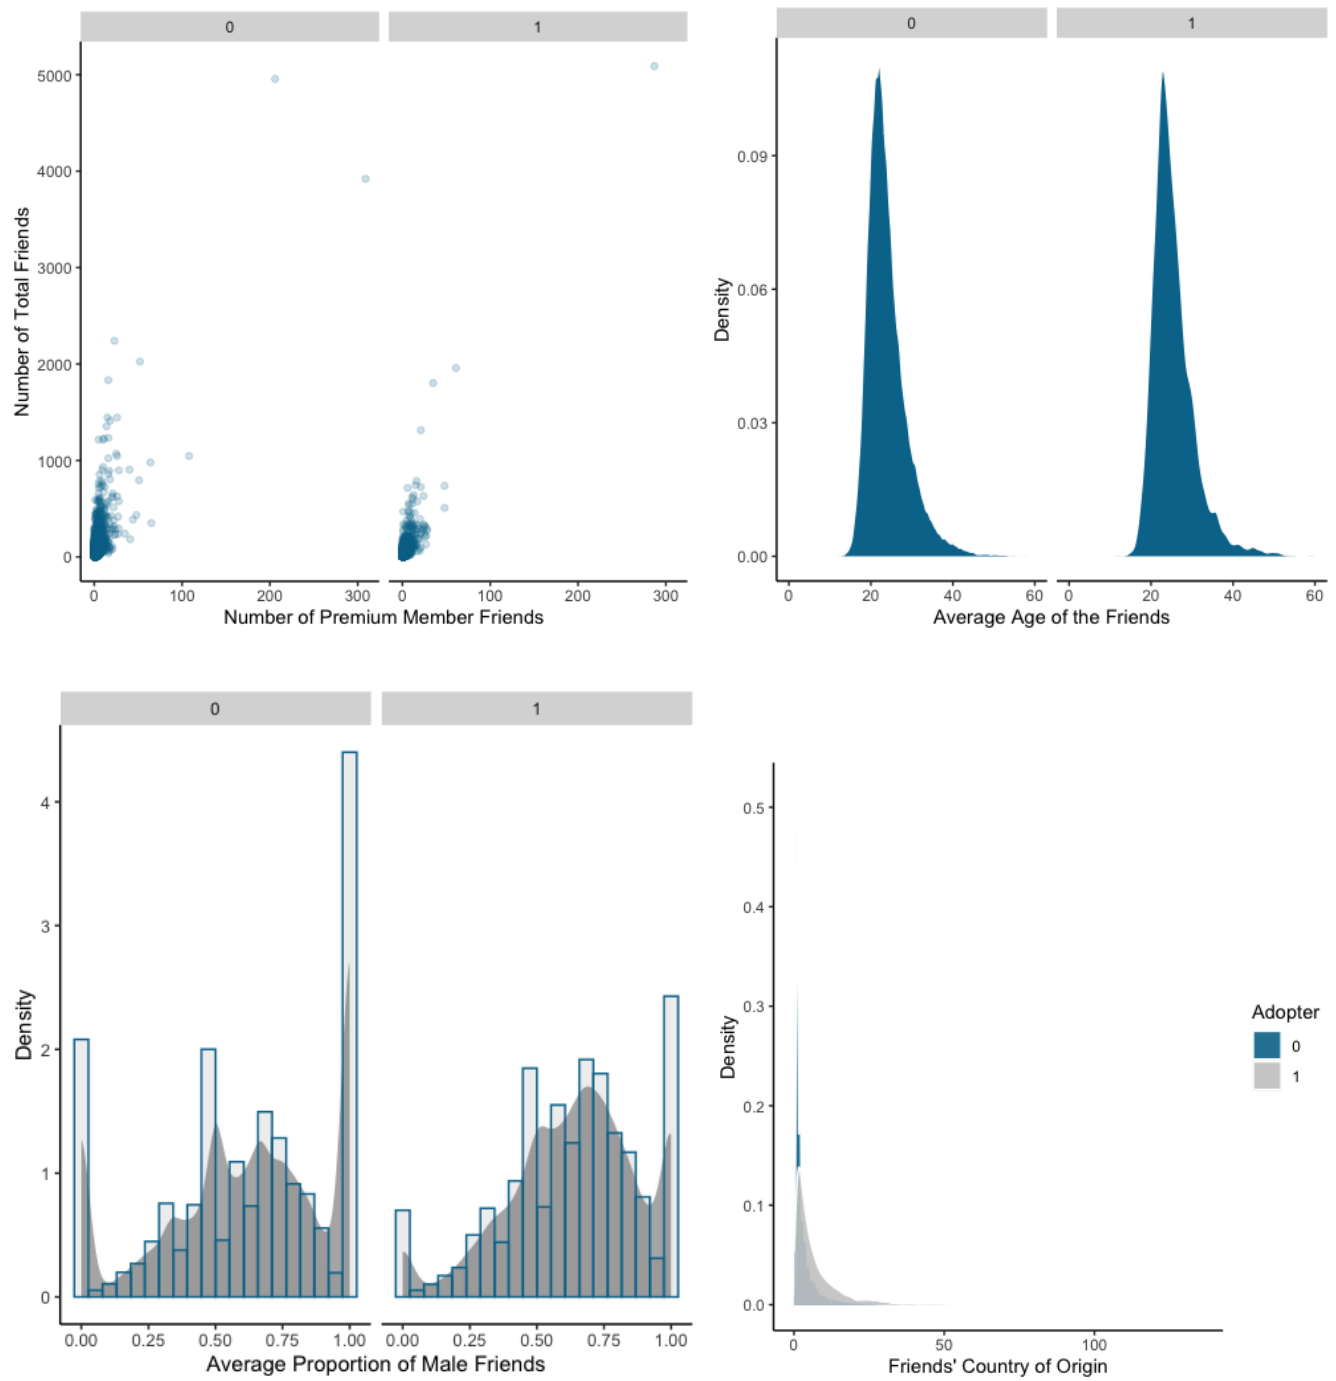 0 1
5000
4000
3000
2000
1000
0
Number of Total Friends
0 100 200 300 0 100 200 300
Number of Premium Member Friends
0 1
0.09
0.06
0.03
0.00
Density
0 20 40 60 0 20 40 60
Average Age of the Friends
0 1
4
3
2
1
0
Density
0.00 0.25 0.50 0.75 1.00 0.00 0.25 0.50 0.75 1.00
Average Proportion of Male Friends
0.5
0.4
0.3
0.2
0.1
0.0
Density
0 50 100
Friends' Country of Origin
Adopter
0
1